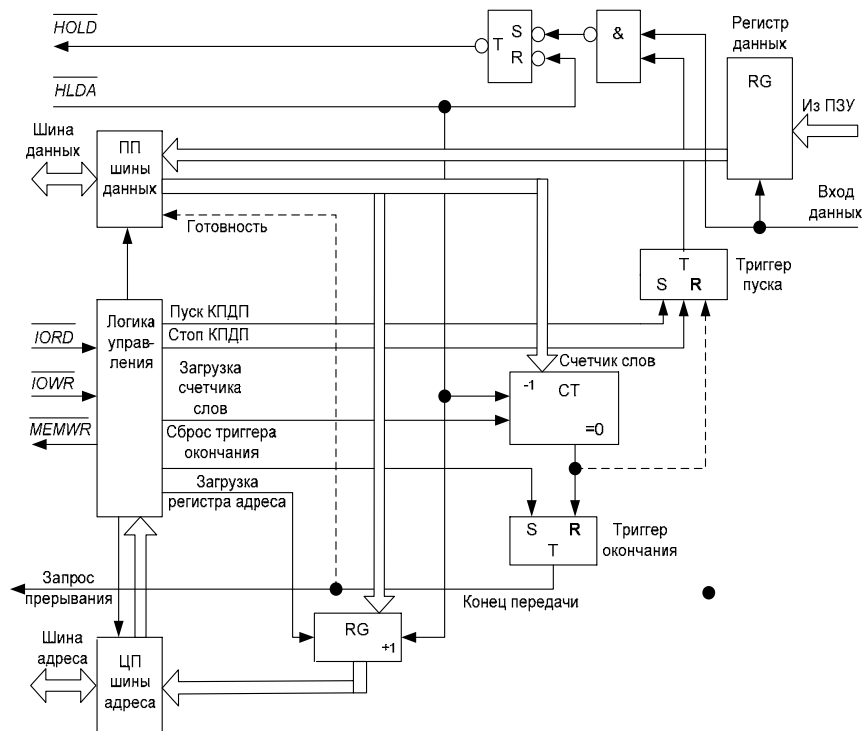 HOLD
S
T
R
&
Регистр
данных
RG
Из ПЗУ
HLDA
Шина
данных
ПП
шины
данных
Готовность
Вход
данных
T
S R
Триггер
пуска
Логика
управ-
ления
Пуск КПДП
Стоп КПДП
IORD
IOWR
MEMWR
Загрузка
счетчика
слов
Счетчик слов
-1
CT
=0
Сброс триггера
окончания
Загрузка
регистра адреса
S R
T
Триггер
окончания
Запрос
прерывания
Конец передачи
RG
+1
Шина
адреса
ЦП
шины
адреса